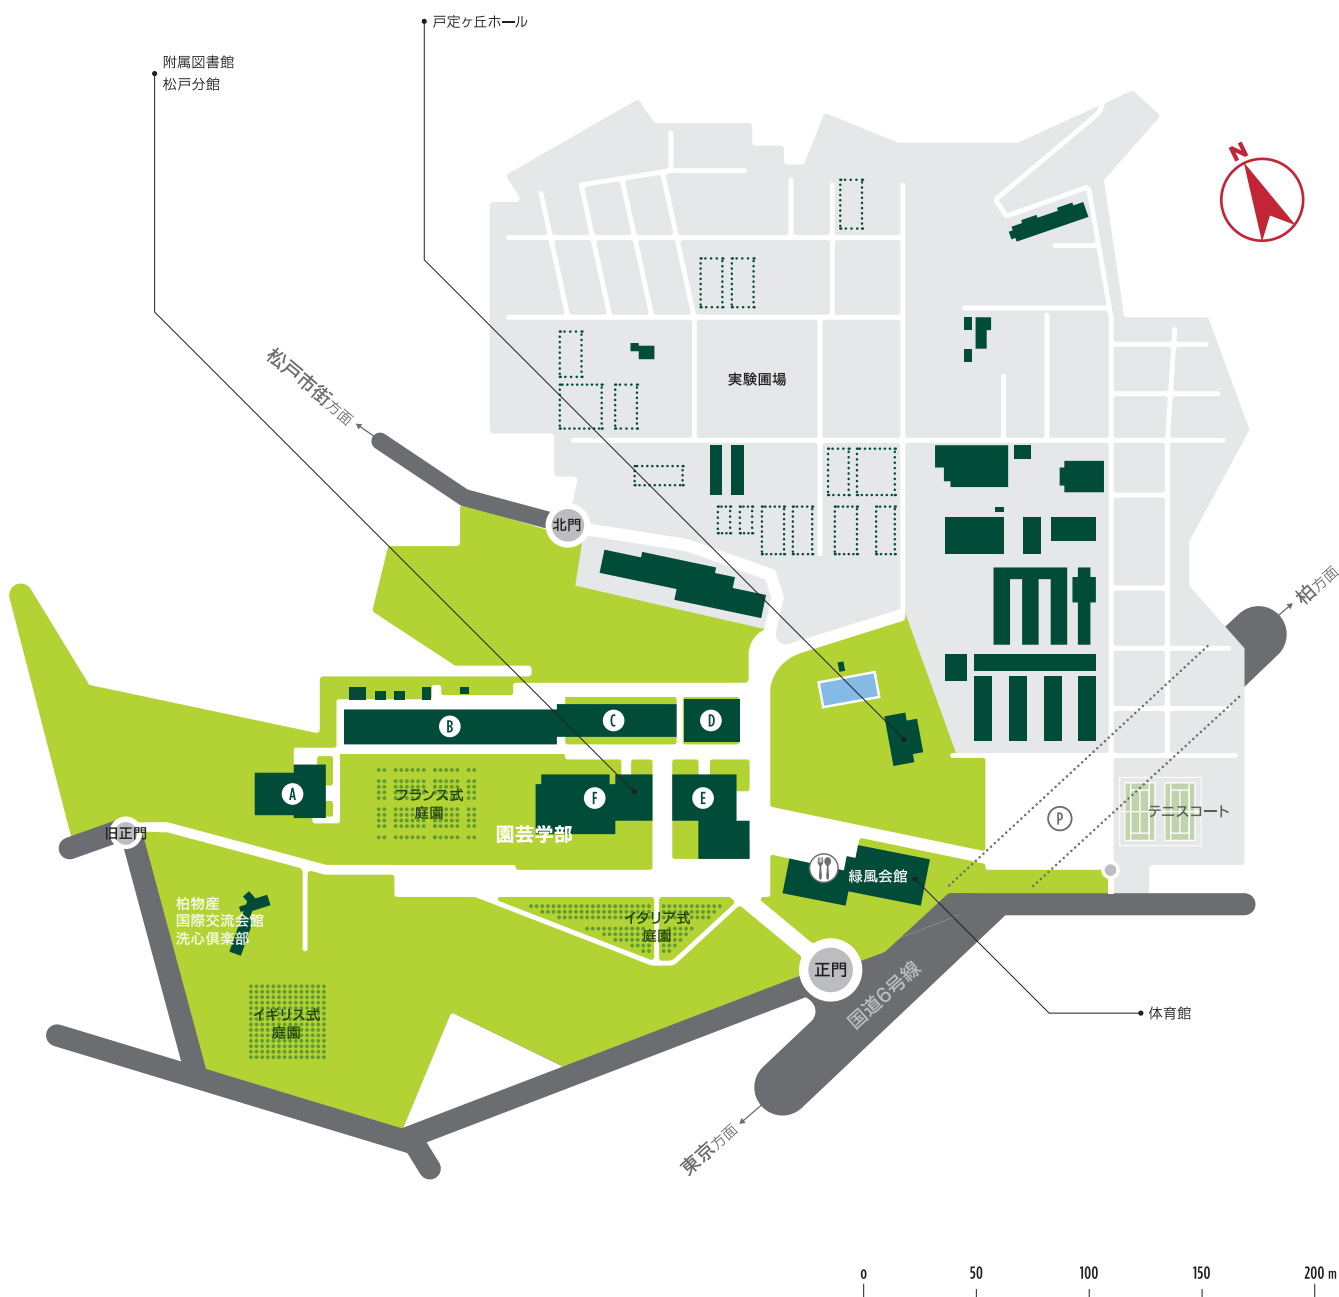 戸定ヶ丘ホール
附属図書館
松戸分館
N
松戸市街方面
実験圃場
北門
柏方面
B
C
D
A
F
E
フランス式
庭園
園芸学部
旧正門
P
テニスコート
緑風会館
柏物産
国際交流会館
洗心倶楽部
イタリア式
庭園
正門
国道6号線
体育館
イギリス式
庭園
東京方面
0 50 100 150 200 m